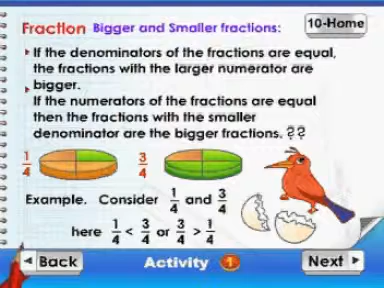 Fraction Bigger and Smaller fractions:
10-Home
If the denominators of the fractions are equal,
the fractions with the larger numerator are
bigger.
If the numerators of the fractions are equal
then the fractions with the smaller
denominator are the bigger fractions. ??
1/4 3/4
Example. Consider 1/4 and 3/4
here 1/4 < 3/4 or 3/4 > 1/4
Back Activity 1 Next